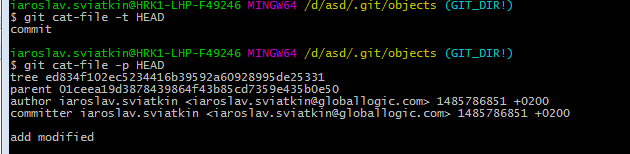 iaroslav.sviatkin@HRK1-LHP-F49246 MINGW64 /d/asd/.git/objects (GIT_DIR!)
$ git cat-file -t HEAD
commit
iaroslav.sviatkin@HRK1-LHP-F49246 MINGW64 /d/asd/.git/objects (GIT_DIR!)
$ git cat-file -p HEAD
tree ed834f102ec5234416b39592a60928995de25331
parent 01ceea19d3878439864f43b85cd7359e435b0e50
author iaroslav.sviatkin <iaroslav.sviatkin@globallogic.com> 1485786851 +0200
committer iaroslav.sviatkin <iaroslav.sviatkin@globallogic.com> 1485786851 +0200
add modified